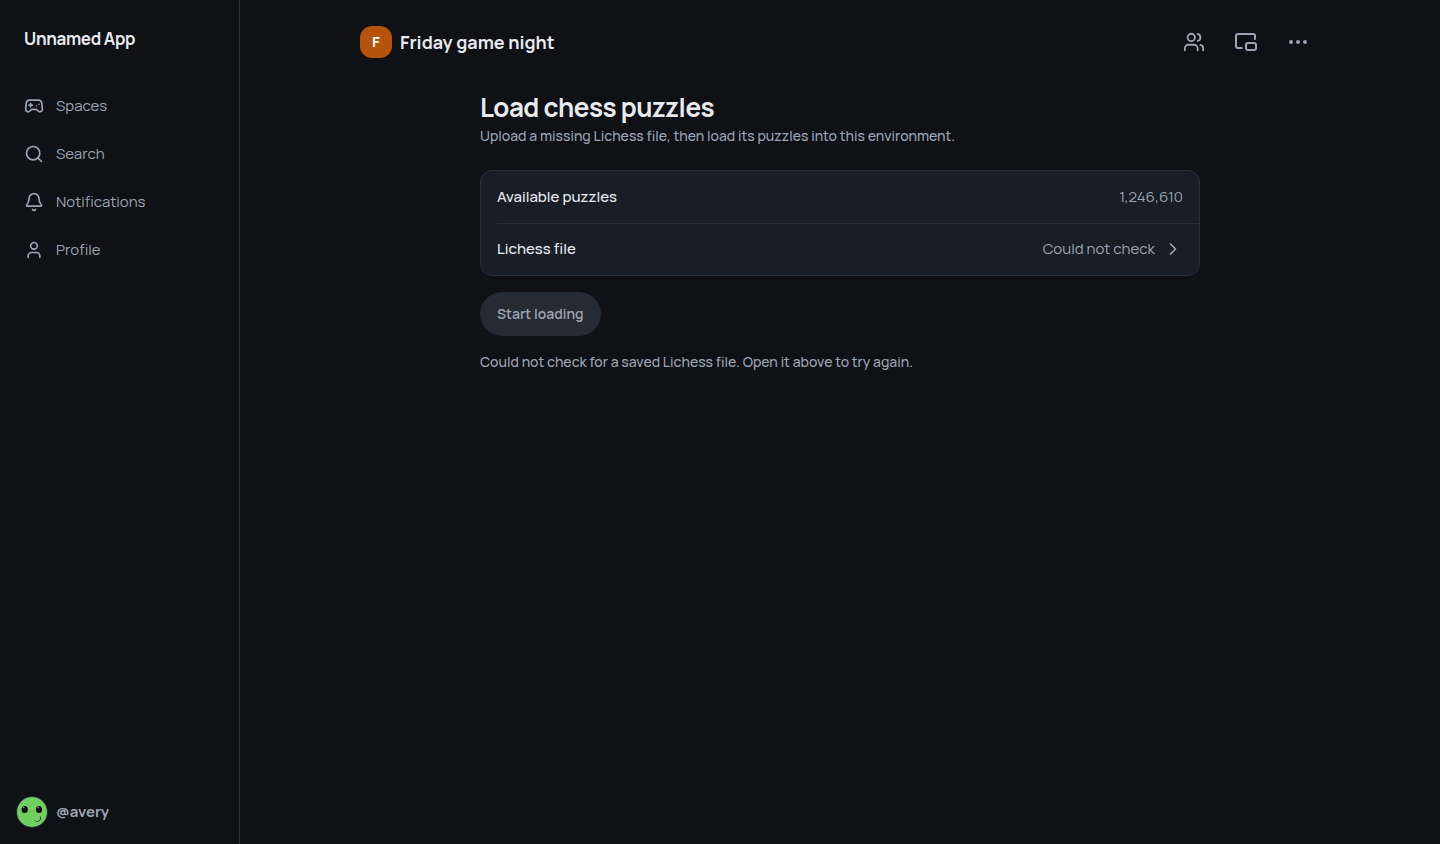 Unnamed App
Spaces
Search
Notifications
Profile
@avery
F Friday game night
Load chess puzzles
Upload a missing Lichess file, then load its puzzles into this environment.
Available puzzles 1,246,610
Lichess file Could not check
Start loading
Could not check for a saved Lichess file. Open it above to try again.